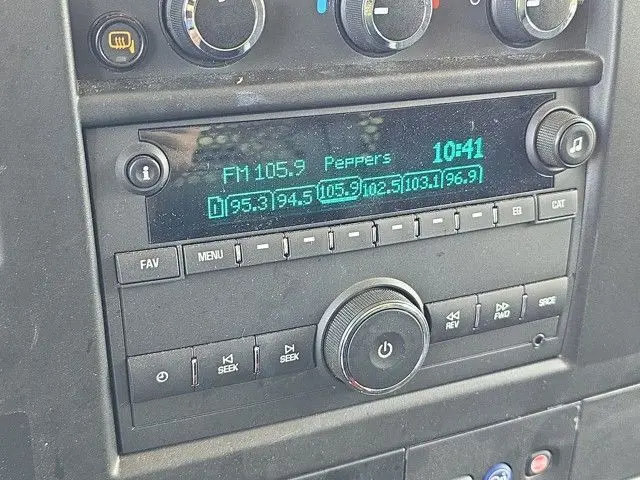 FM 105.9 Peppers 10:41
1 95.3 94.5 105.9 102.5 103.1 96.9
i
FAV MENU EQ CAT
SEEK SEEK REV FWD SRCE